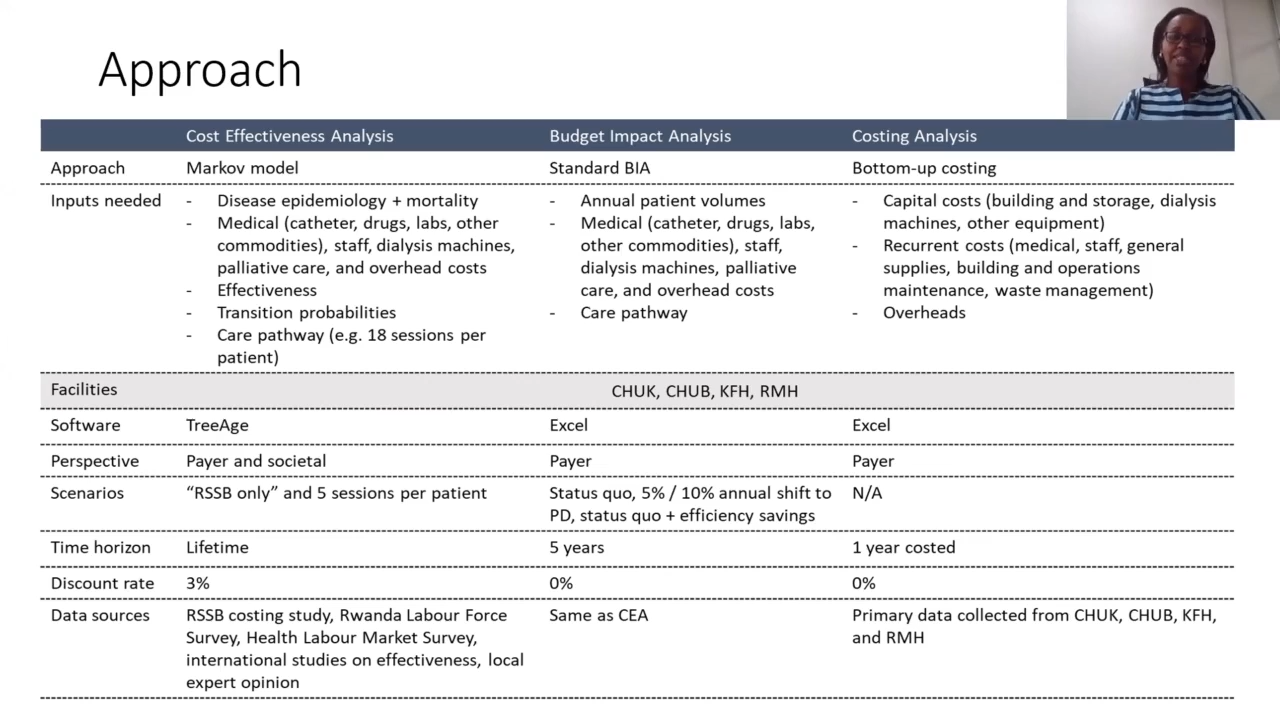 Approach
Cost Effectiveness Analysis Budget Impact Analysis Costing Analysis
Approach Markov model Standard BIA Bottom-up costing
Inputs needed
- Disease epidemiology + mortality
- Medical (catheter, drugs, labs, other
commodities), staff, dialysis machines,
palliative care, and overhead costs
- Effectiveness
- Transition probabilities
- Care pathway (e.g. 18 sessions per
patient)
- Annual patient volumes
- Medical (catheter, drugs, labs,
other commodities), staff,
dialysis machines, palliative
care, and overhead costs
- Care pathway
- Capital costs (building and storage, dialysis
machines, other equipment)
- Recurrent costs (medical, staff, general
supplies, building and operations
maintenance, waste management)
- Overheads
Facilities CHUK, CHUB, KFH, RMH
Software TreeAge Excel Excel
Perspective Payer and societal Payer Payer
Scenarios
“RSSB only” and 5 sessions per patient
Status quo, 5% / 10% annual shift to
PD, status quo + efficiency savings
N/A
Time horizon Lifetime 5 years 1 year costed
Discount rate 3% 0% 0%
Data sources
RSSB costing study, Rwanda Labour Force
Survey, Health Labour Market Survey,
international studies on effectiveness, local
expert opinion
Same as CEA
Primary data collected from CHUK, CHUB, KFH,
and RMH